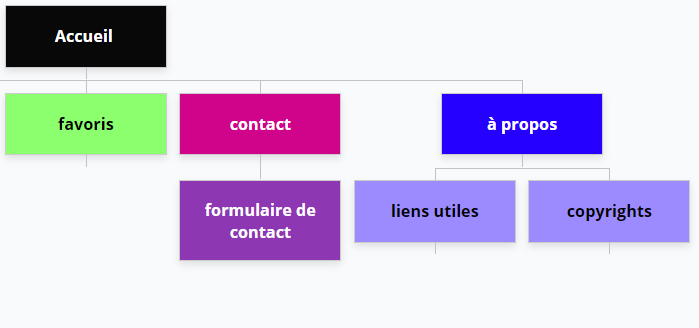 Accueil
favoris
contact
à propos
formulaire de
contact
liens utiles
copyrights